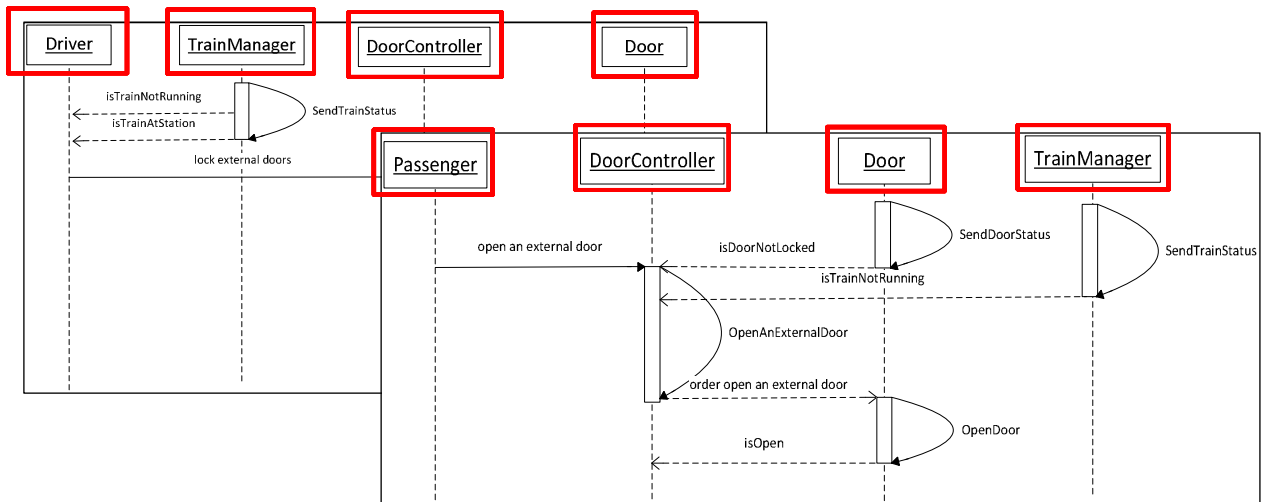 Driver
TrainManager
DoorController
Door
isTrainNotRunning
SendTrainStatus
isTrainAtStation
lock external doors
Passenger
DoorController
Door
TrainManager
open an external door
isDoorNotLocked
SendDoorStatus
SendTrainStatus
isTrainNotRunning
OpenAnExternalDoor
order open an external door
OpenDoor
isOpen